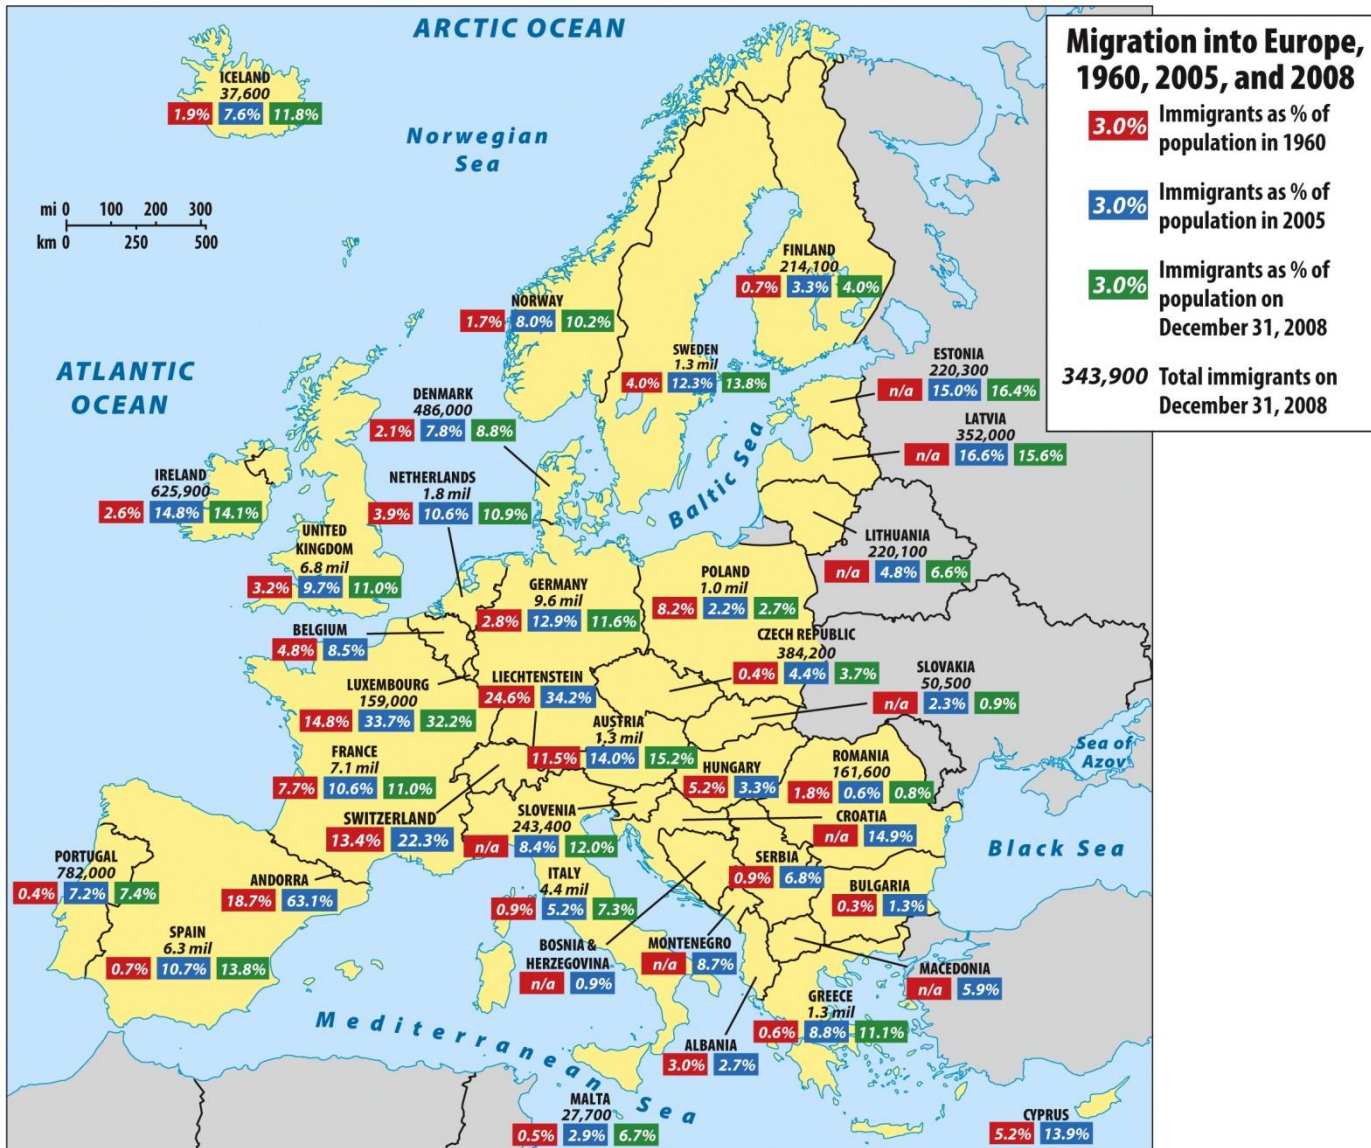 ARCTIC OCEAN
Migration into Europe,
1960, 2005, and 2008
3.0% Immigrants as % of
population in 1960
3.0% Immigrants as % of
population in 2005
3.0% Immigrants as % of
population on
December 31, 2008
343,900 Total immigrants on
December 31, 2008
ICELAND
37,600
1.9% 7.6% 11.8%
Norwegian
Sea
mi 0 100 200 300
km 0 250 500
FINLAND
214,100
0.7% 3.3% 4.0%
NORWAY
1.7% 8.0% 10.2%
SWEDEN
1.3 mil
4.0% 12.3% 13.8%
ESTONIA
220,300
n/a 15.0% 16.4%
ATLANTIC
OCEAN
DENMARK
486,000
2.1% 7.8% 8.8%
LATVIA
352,000
n/a 16.6% 15.6%
Baltic Sea
IRELAND
625,900
2.6% 14.8% 14.1%
NETHERLANDS
1.8 mil
3.9% 10.6% 10.9%
UNITED
KINGDOM
6.8 mil
3.2% 9.7% 11.0%
LITHUANIA
220,100
n/a 4.8% 6.6%
GERMANY
9.6 mil
2.8% 12.9% 11.6%
POLAND
1.0 mil
8.2% 2.2% 2.7%
BELGIUM
4.8% 8.5%
CZECH REPUBLIC
384,200
0.4% 4.4% 3.7%
SLOVAKIA
50,500
n/a 2.3% 0.9%
LUXEMBOURG
159,000
14.8% 33.7% 32.2%
LIECHTENSTEIN
24.6% 34.2%
AUSTRIA
1.3 mil
11.5% 14.0% 15.2%
Sea of
Azov
FRANCE
7.1 mil
7.7% 10.6% 11.0%
HUNGARY
5.2% 3.3%
ROMANIA
161,600
1.8% 0.6% 0.8%
SWITZERLAND
13.4% 22.3%
SLOVENIA
243,400
n/a 8.4% 12.0%
CROATIA
n/a 14.9%
Black Sea
PORTUGAL
782,000
0.4% 7.2% 7.4%
ANDORRA
18.7% 63.1%
ITALY
4.4 mil
0.9% 5.2% 7.3%
SERBIA
0.9% 6.8%
BULGARIA
0.3% 1.3%
SPAIN
6.3 mil
0.7% 10.7% 13.8%
BOSNIA &
HERZEGOVINA
n/a 0.9%
MONTENEGRO
n/a 8.7%
MACEDONIA
n/a 5.9%
GREECE
1.3 mil
0.6% 8.8% 11.1%
ALBANIA
3.0% 2.7%
Mediterranean Sea
MALTA
27,700
0.5% 2.9% 6.7%
CYPRUS
5.2% 13.9%